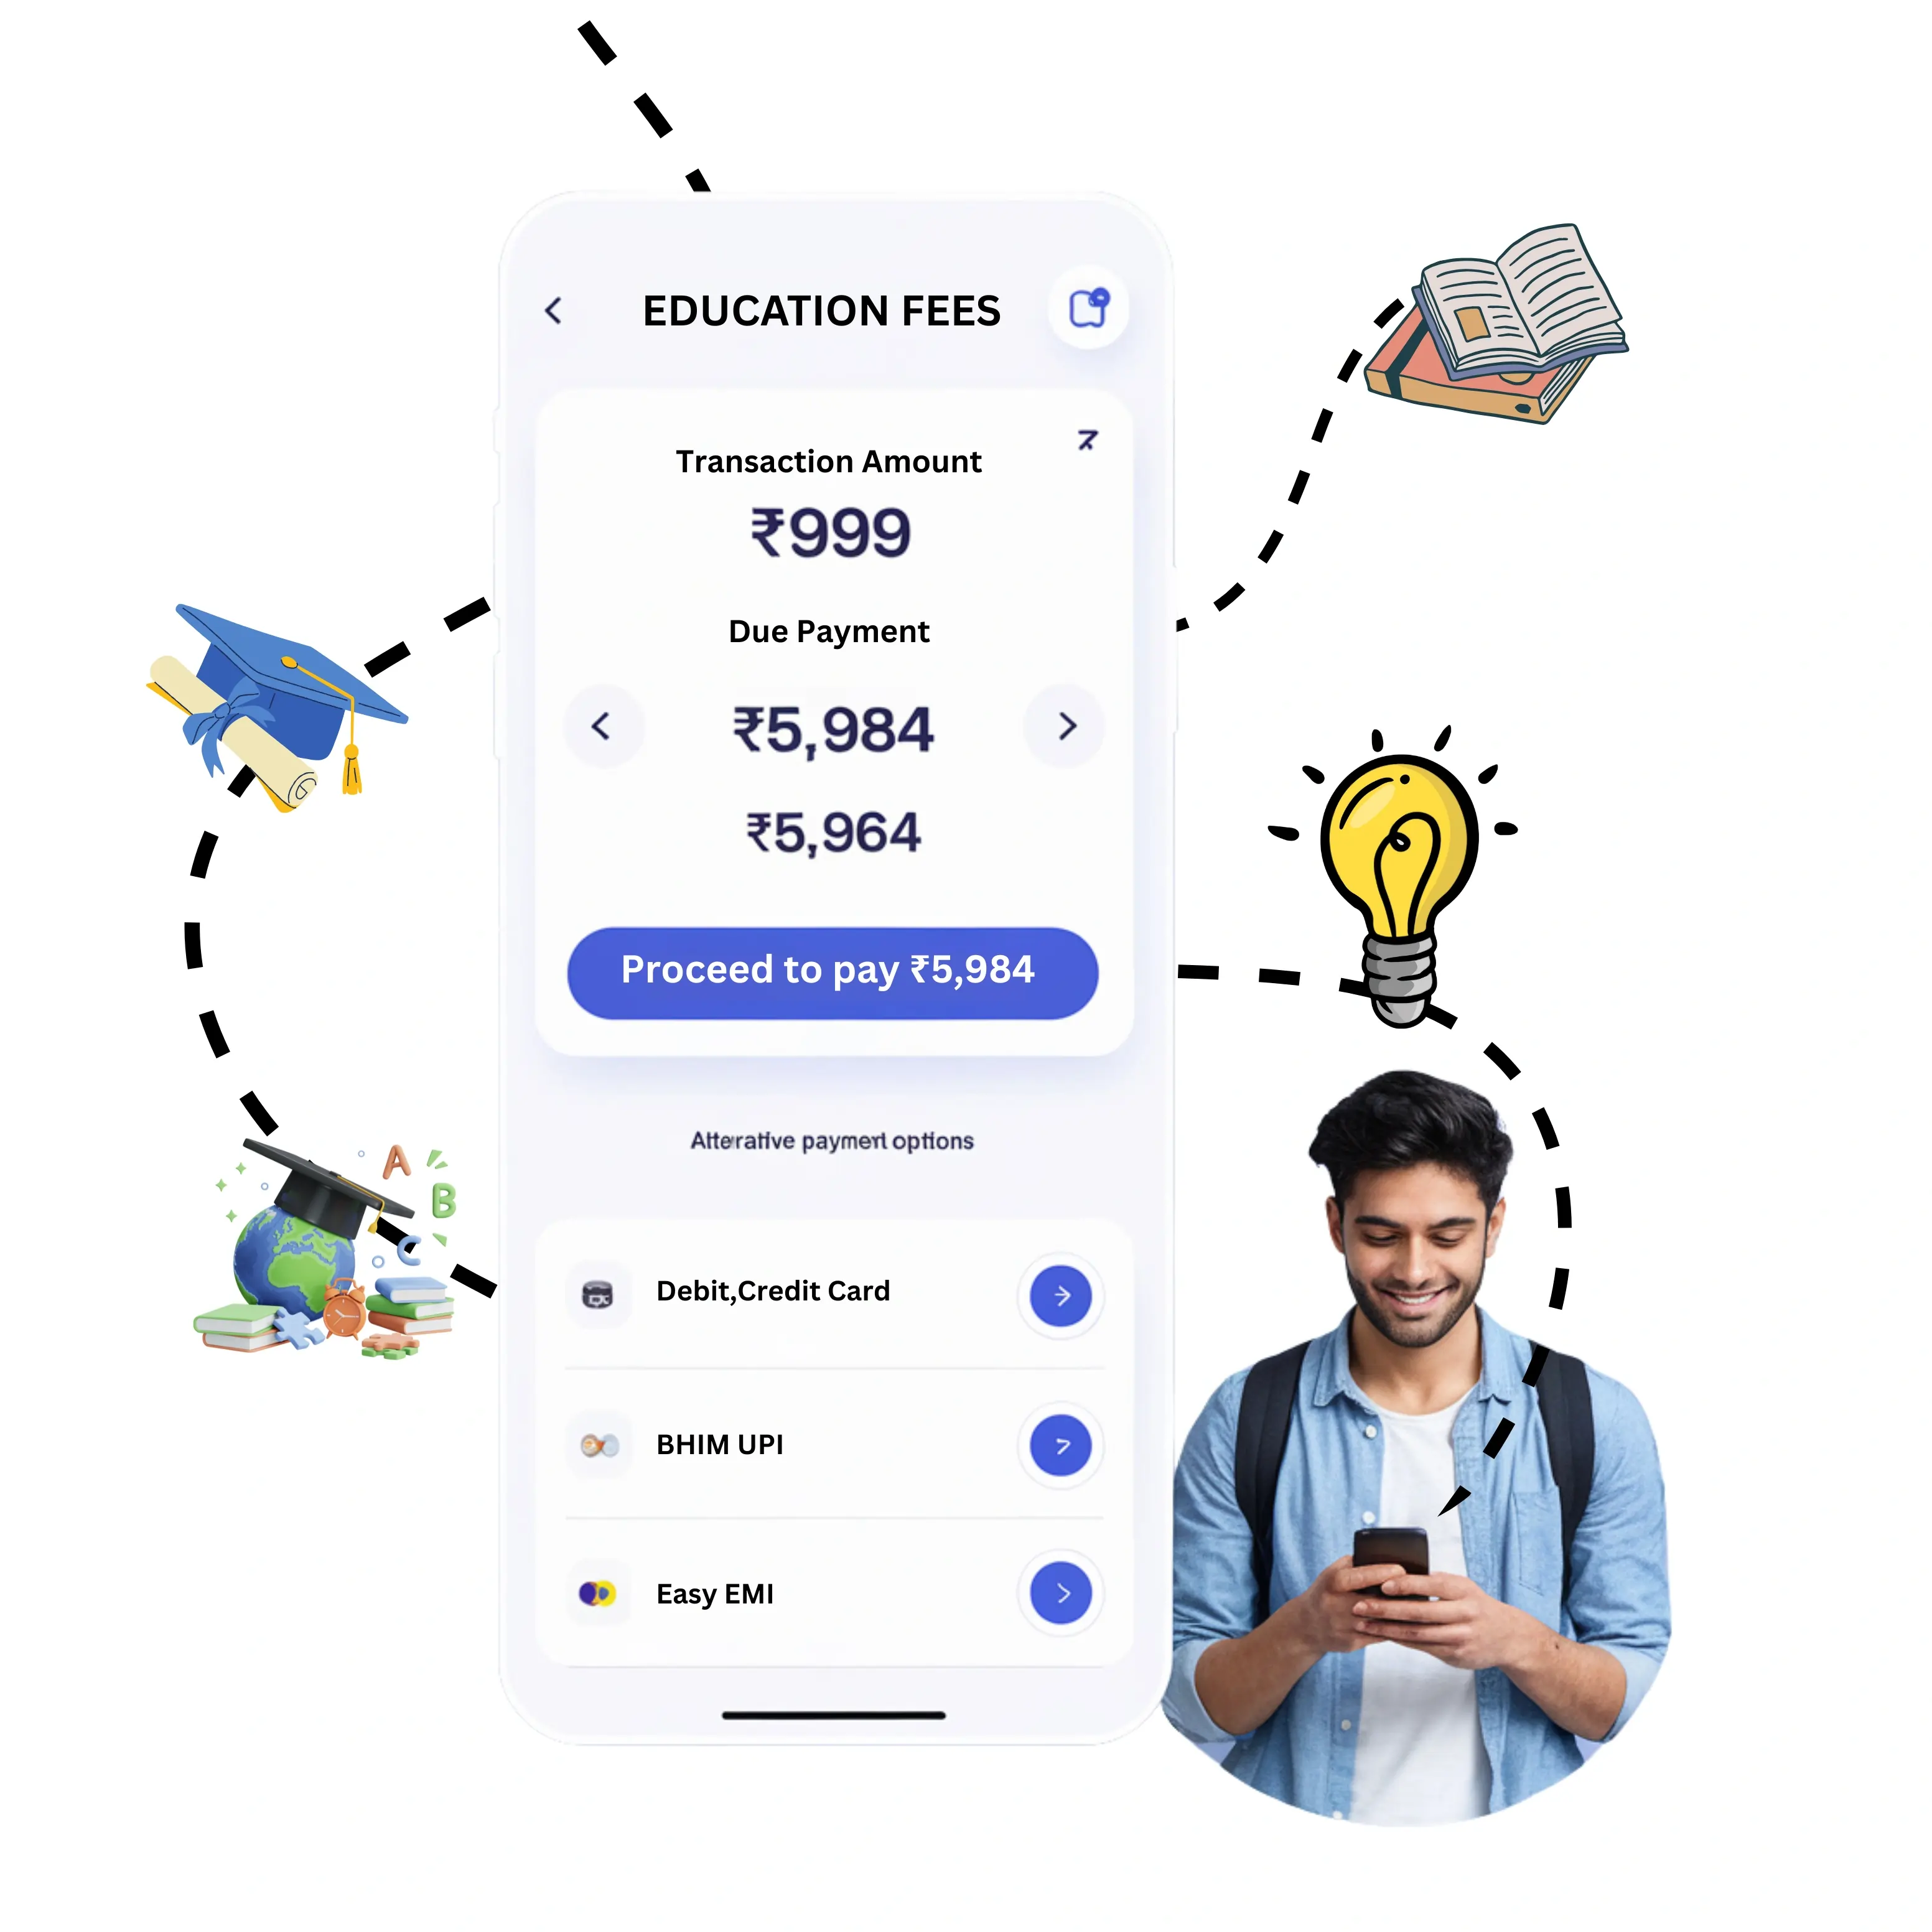 EDUCATION FEES
Transaction Amount
₹999
Due Payment
₹5,984
₹5,964
Proceed to pay ₹5,984
Alterative payment options
Debit,Credit Card
BHIM UPI
Easy EMI
A
B
C